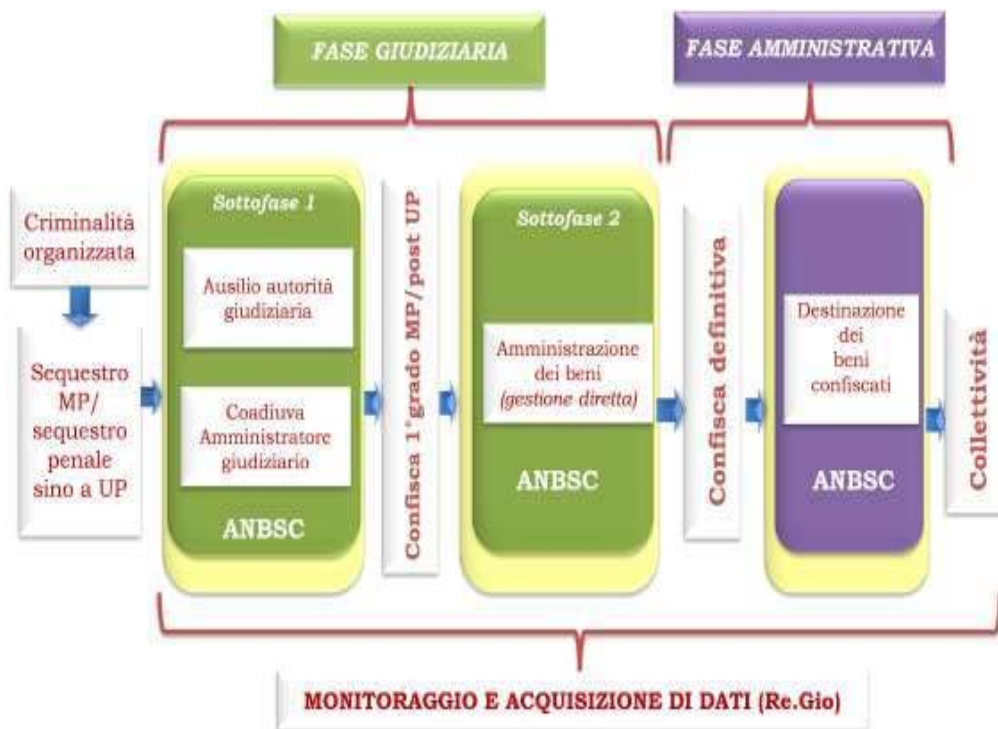 FASE GIUDIZIARIA
FASE AMMINISTRATIVA
Criminalità
organizzata
Sequestro
MP/
sequestro
penale
sino a UP
Sottofase 1
Ausilio autorità
giudiziaria
Coadiuva
Amministratore
giudiziario
ANBSC
Confisca 1°grado MP/post UP
Sottofase 2
Amministrazione
dei beni
(gestione diretta)
ANBSC
Confisca definitiva
Destinazione
dei
beni
confiscati
ANBSC
Collettività
MONITORAGGIO E ACQUISIZIONE DI DATI (Re.Gio)